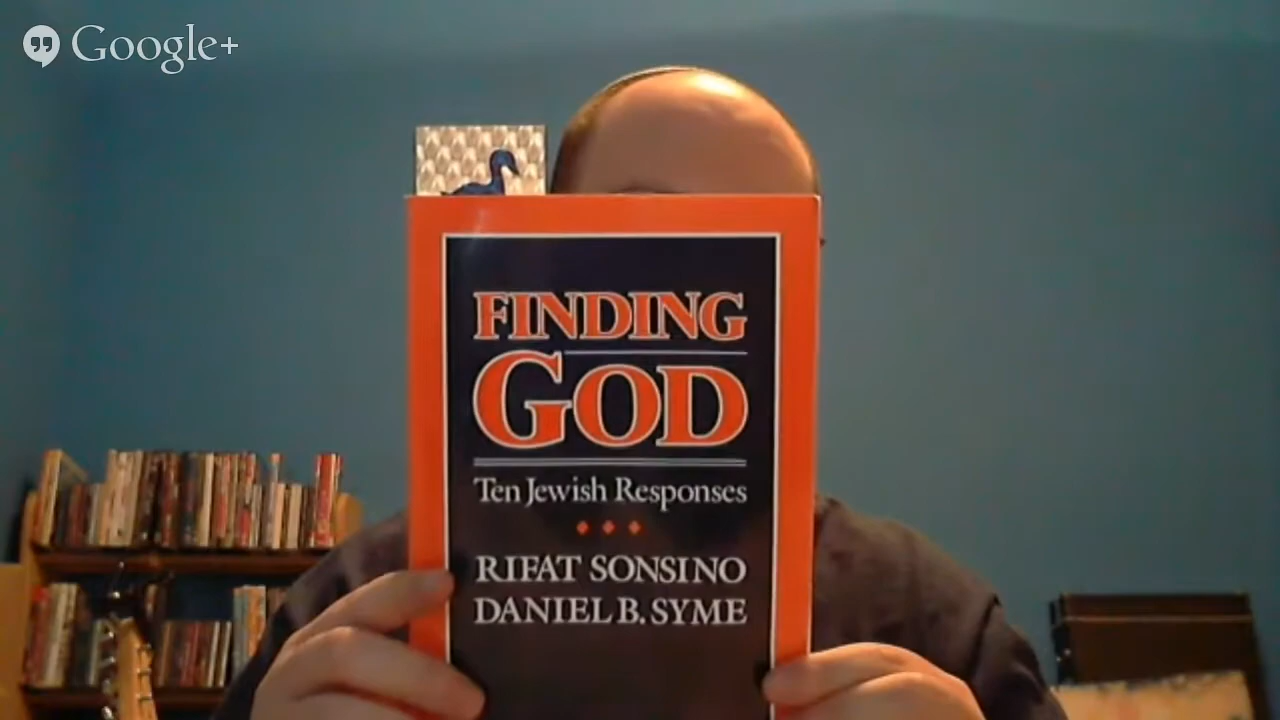 Google+
FINDING
GOD
Ten Jewish Responses
RIFAT SONSINO
DANIEL B. SYME